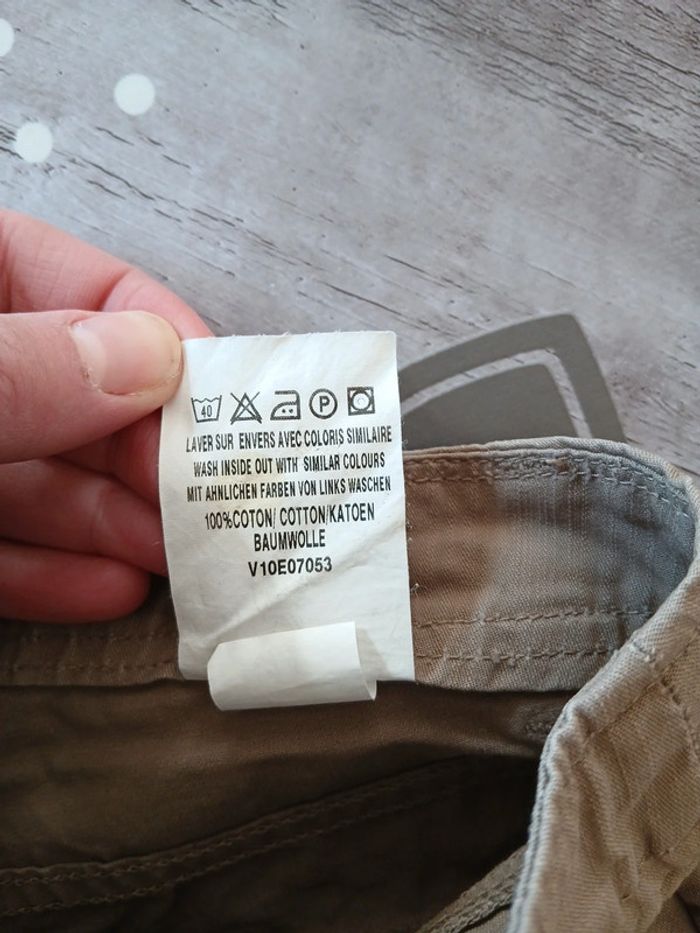 40 P
LAVER SUR ENVERS AVEC COLORIS SIMILAIRE
WASH INSIDE OUT WITH SIMILAR COLOURS
MIT AHNLICHEN FARBEN VON LINKS WASCHEN
100%COTON/ COTTON/KATOEN
BAUMWOLLE
V10E07053